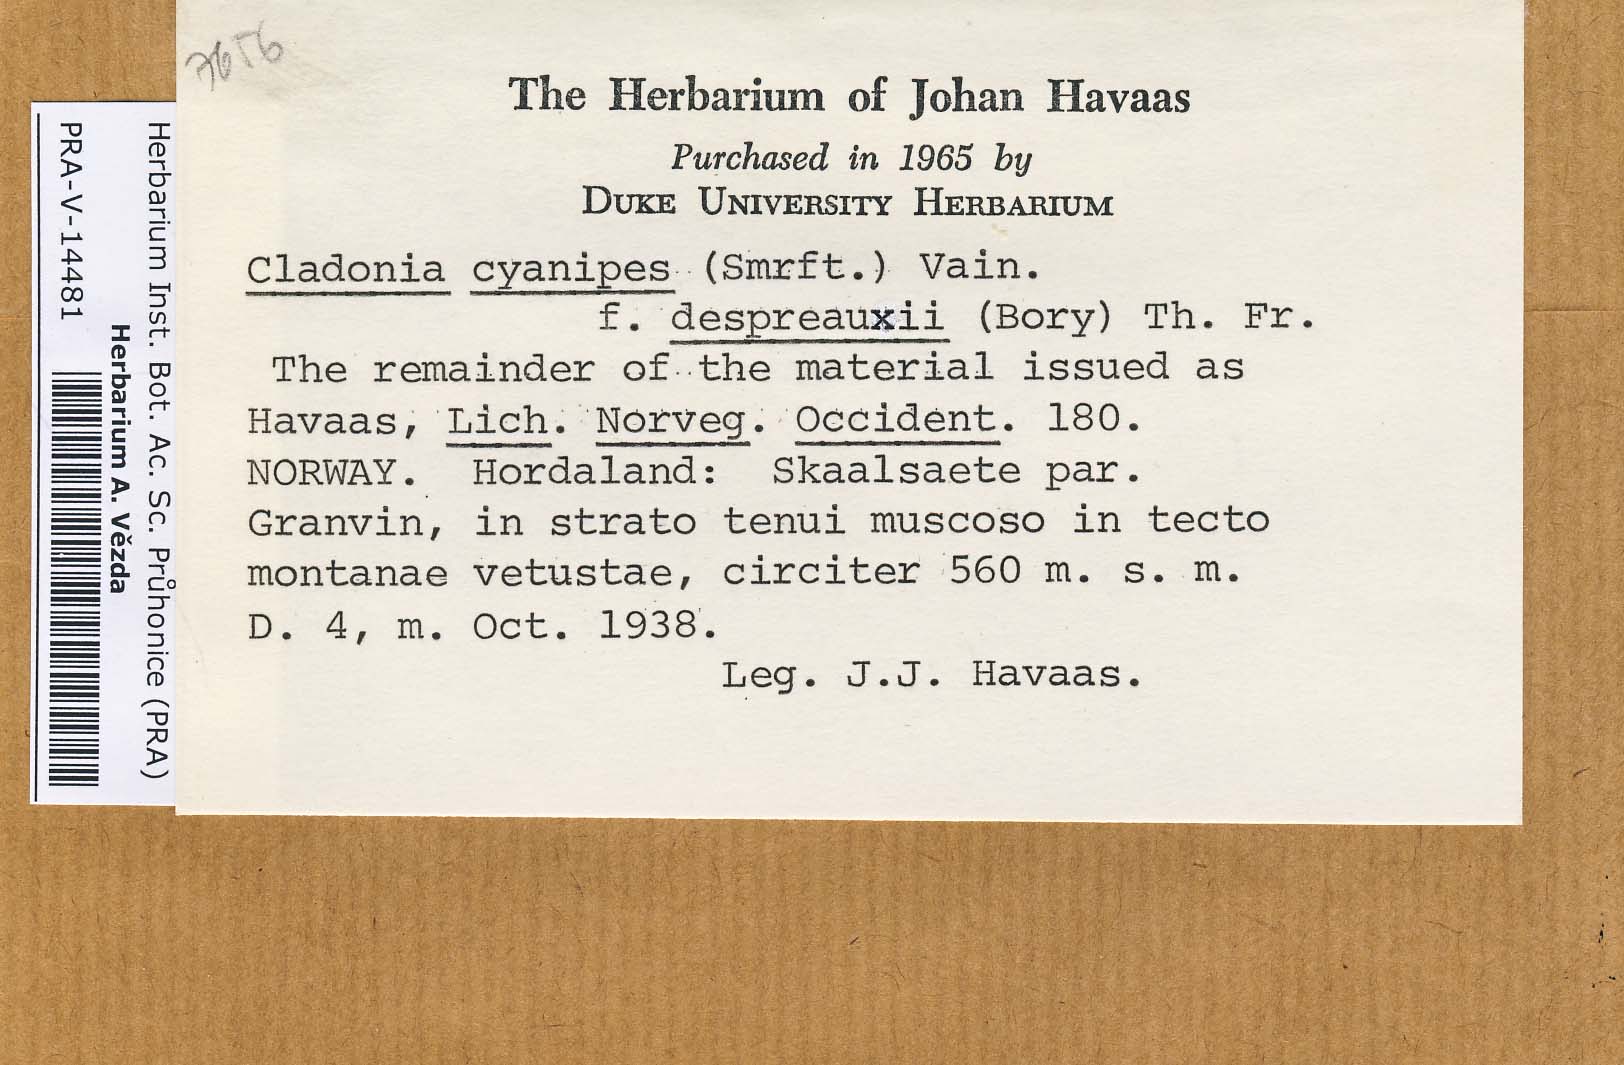 7656
The Herbarium of Johan Havaas
Purchased in 1965 by
DUKE UNIVERSITY HERBARIUM
Cladonia cyanipes (Smrft.) Vain.
f. despreauxii (Bory) Th. Fr.
The remainder of the material issued as
Havaas, Lich. Norveg. Occident. 180.
NORWAY. Hordaland: Skaalsaete par.
Granvin, in strato tenui muscoso in tecto
montanae vetustae, circiter 560 m. s. m.
D. 4, m. Oct. 1938.
Leg. J.J. Havaas.
Herbarium Inst. Bot. Ac. Sc. Průhonice (PRA)
Herbarium A. Vězda
PRA-V-14481